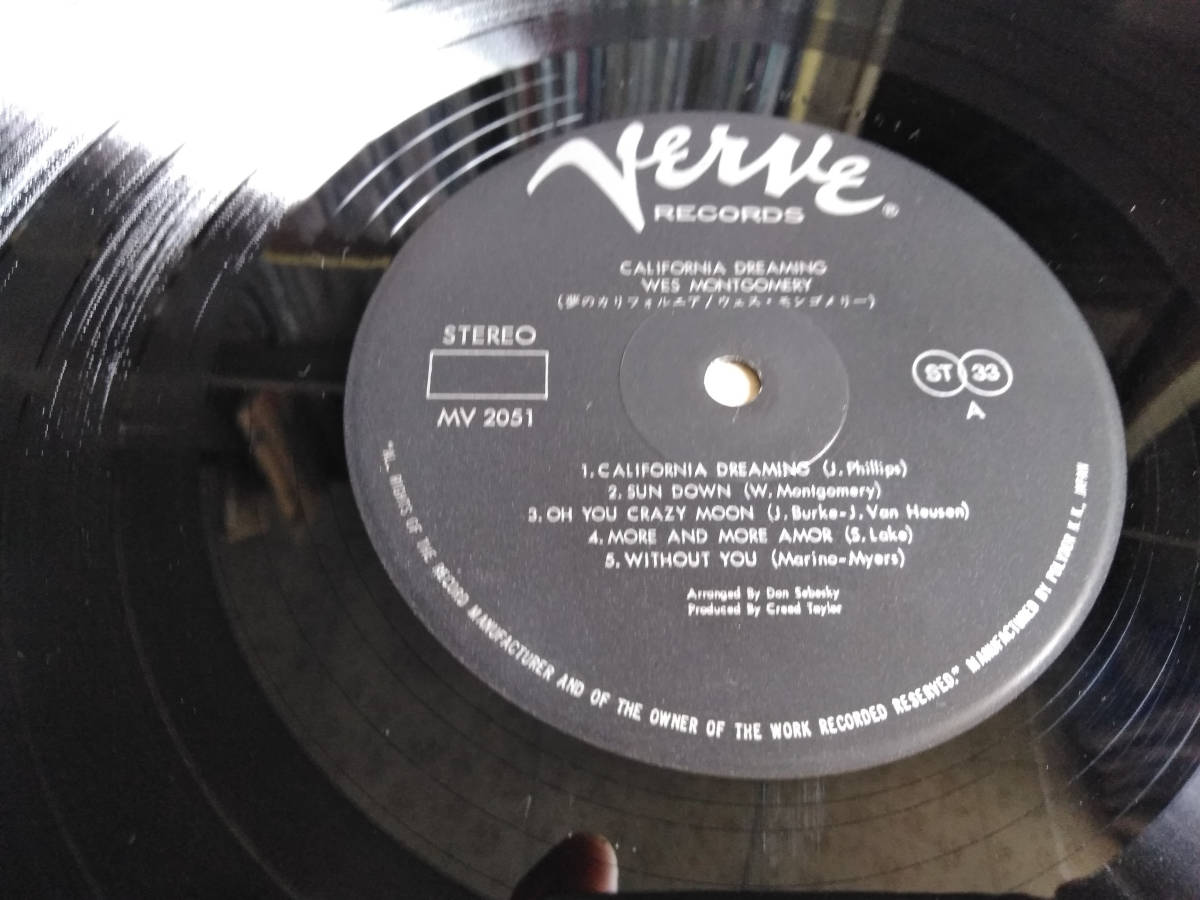 Verve
RECORDS ®
CALIFORNIA DREAMING
WES MONTGOMERY
(夢のカリフォルニア/ウェス・モンゴメリー)
STEREO
MV 2051
ST 33
A
1. CALIFORNIA DREAMING (J. Phillips)
2. SUN DOWN (W. Montgomery)
3. OH YOU CRAZY MOON (J. Burke-J. Van Heusen)
4. MORE AND MORE AMOR (S. Lake)
5. WITHOUT YOU (Marino-Myers)
Arranged By Don Sebesky
Produced By Creed Taylor
"ALL RIGHTS OF THE RECORD MANUFACTURER AND OF THE OWNER OF THE WORK RECORDED RESERVED." MANUFACTURED BY POLYDOR K. K., JAPAN